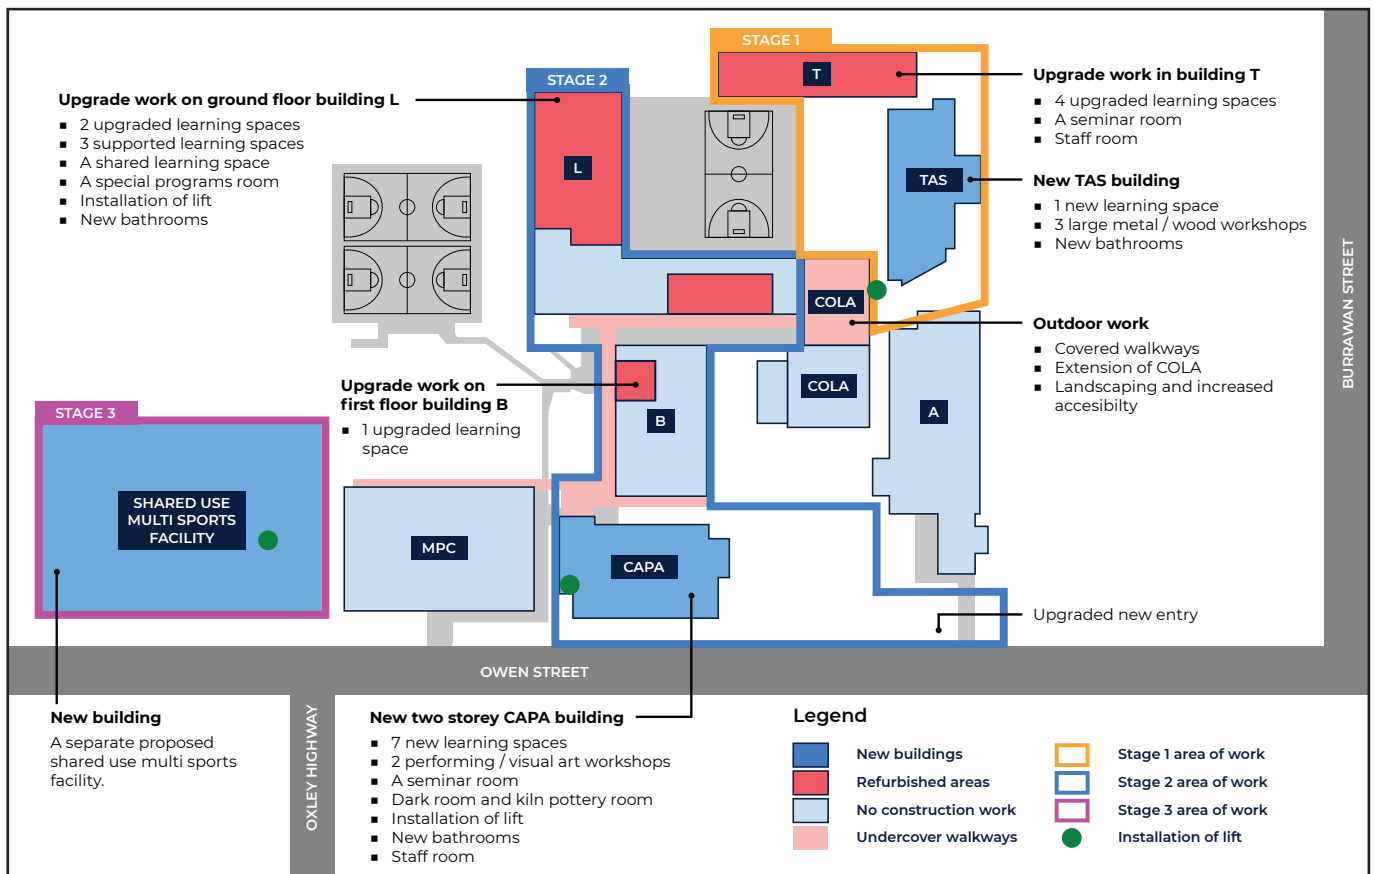 STAGE 1
T
STAGE 2
Upgrade work on ground floor building L
▪ 2 upgraded learning spaces
▪ 3 supported learning spaces
▪ A shared learning space
▪ A special programs room
▪ Installation of lift
▪ New bathrooms
L
Upgrade work in building T
▪ 4 upgraded learning spaces
▪ A seminar room
▪ Staff room
TAS
New TAS building
▪ 1 new learning space
▪ 3 large metal / wood workshops
▪ New bathrooms
BURRAWAN STREET
COLA
Outdoor work
▪ Covered walkways
▪ Extension of COLA
▪ Landscaping and increased
accesibilty
COLA
A
Upgrade work on
first floor building B
▪ 1 upgraded learning
space
B
STAGE 3
SHARED USE
MULTI SPORTS
FACILITY
MPC
CAPA
Upgraded new entry
OWEN STREET
OXLEY HIGHWAY
New building
A separate proposed
shared use multi sports
facility.
New two storey CAPA building
▪ 7 new learning spaces
▪ 2 performing / visual art workshops
▪ A seminar room
▪ Dark room and kiln pottery room
▪ Installation of lift
▪ New bathrooms
▪ Staff room
Legend
New buildings
Refurbished areas
No construction work
Undercover walkways
Stage 1 area of work
Stage 2 area of work
Stage 3 area of work
Installation of lift